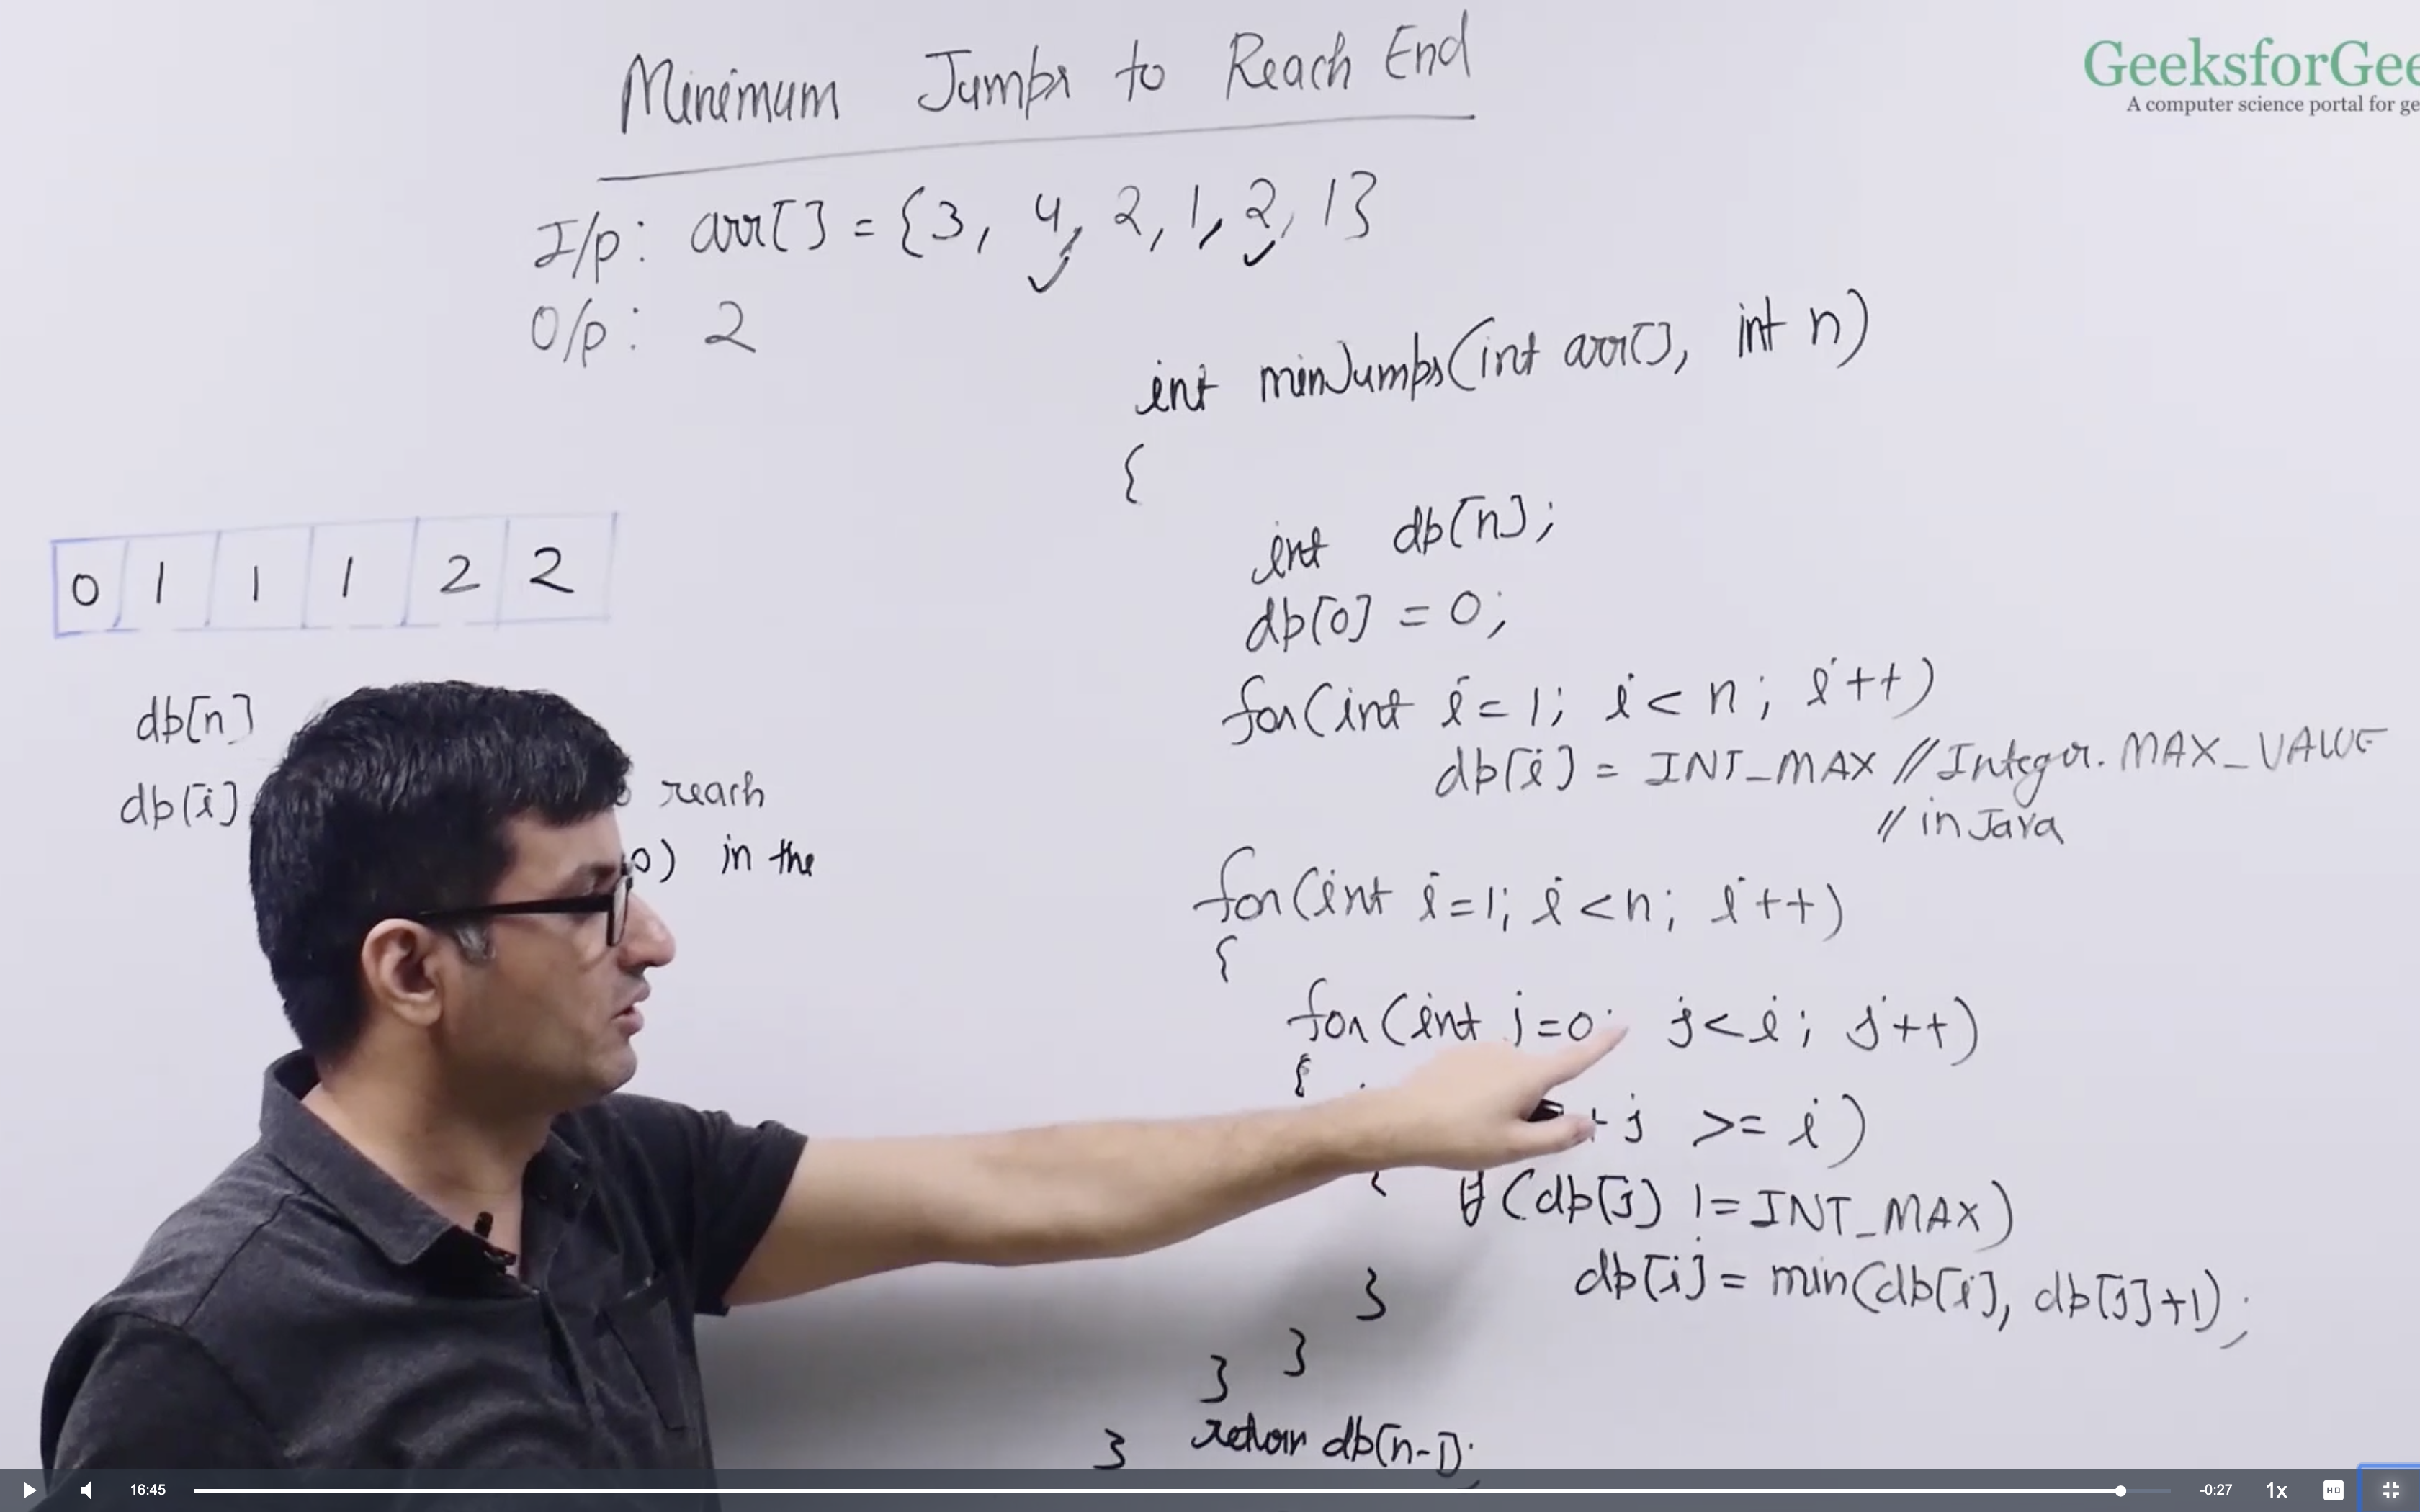 Minimum Jumps to Reach End
GeeksforGee
A computer science portal for ge
I/p: arr[] = {3, 4, 2, 1, 2, 1}
O/p: 2
int minJumps(int arr[], int n)
{
int dp[n];
dp[0] = 0;
for(int i=1; i<n; i++)
dp[i] = INT_MAX //Integer.MAX_VALUE
// in Java
for(int i=1; i<n; i++)
{
for(int j=0; j<i; j++)
{
+j >= i)
{ if(dp[j] != INT_MAX)
dp[i] = min(dp[i], dp[j]+1);
}
}
}
return dp[n-1];
}
0 1 1 1 2 2
dp[n]
dp[i] reach
0) in the
16:45
-0:27
1x
HD